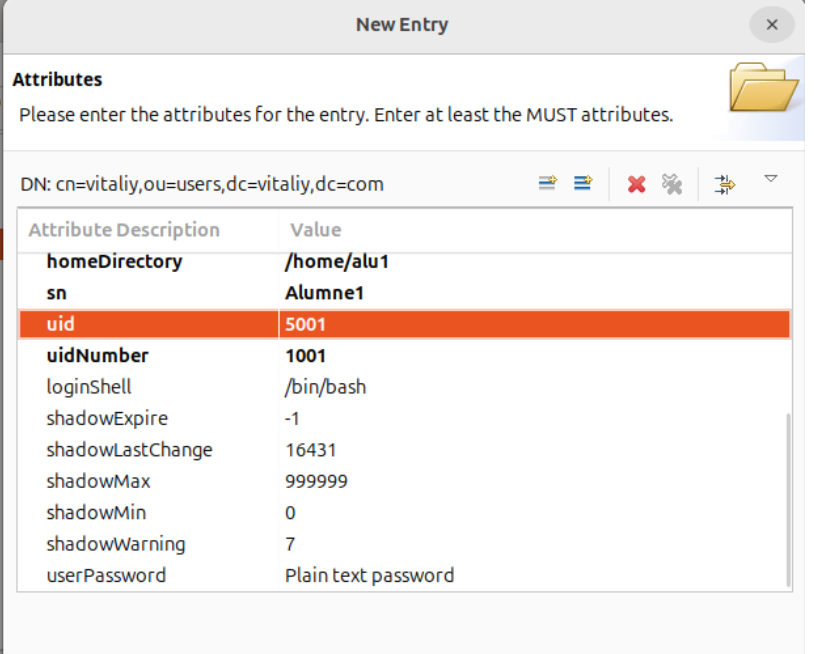 New Entry
Attributes
Please enter the attributes for the entry. Enter at least the MUST attributes.
DN: cn=vitaliy,ou=users,dc=vitaliy,dc=com
Attribute Description Value
homeDirectory /home/alu1
sn Alumne1
uid 5001
uidNumber 1001
loginShell /bin/bash
shadowExpire -1
shadowLastChange 16431
shadowMax 999999
shadowMin 0
shadowWarning 7
userPassword Plain text password